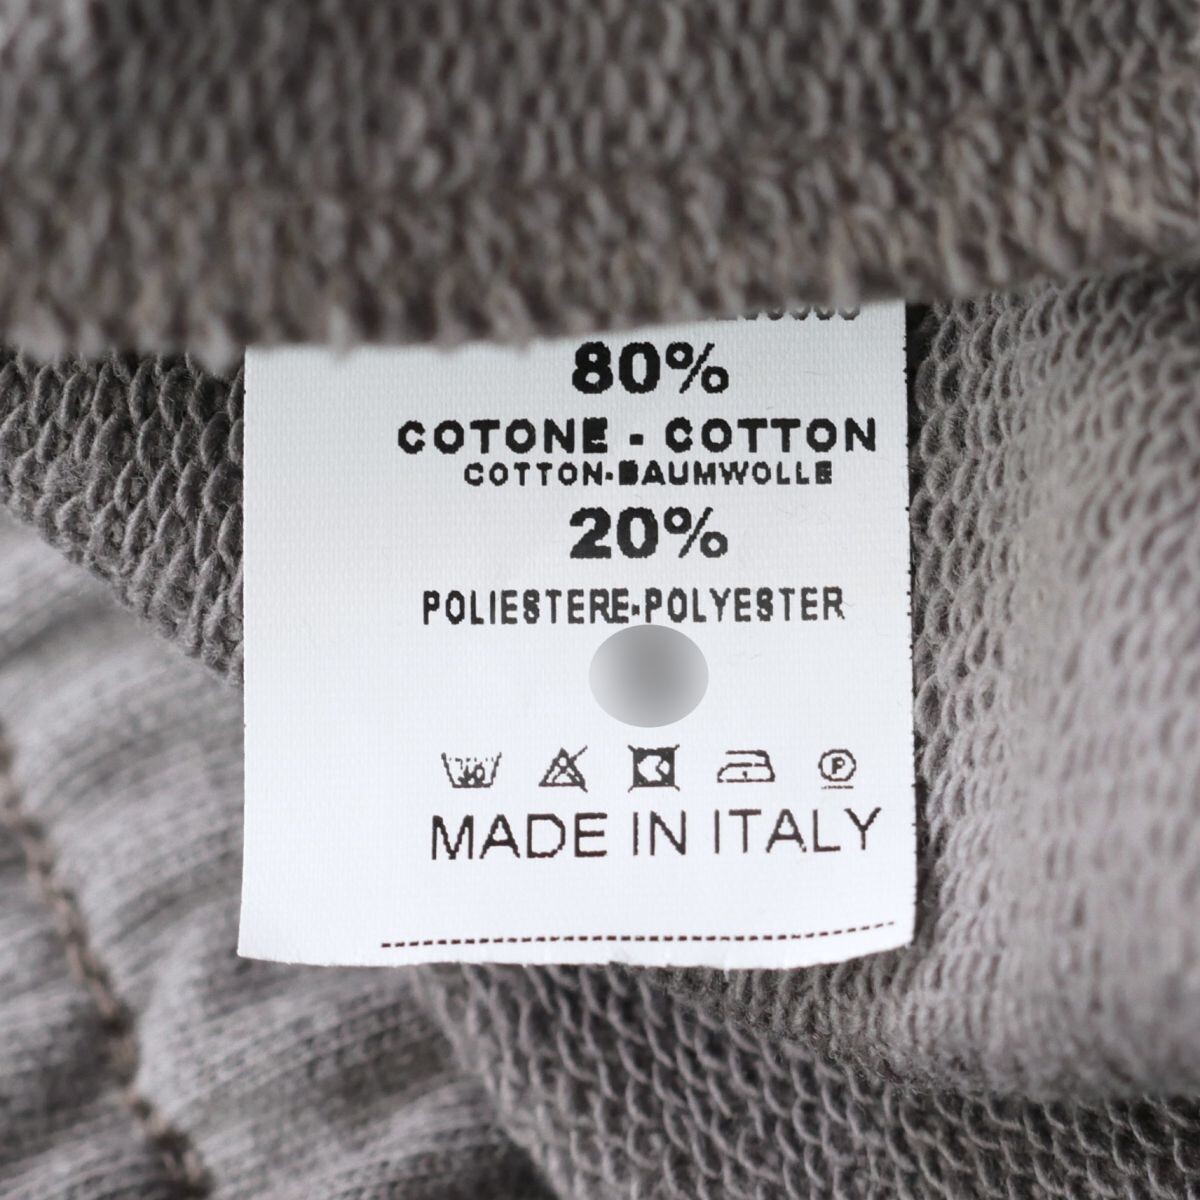 80%
COTONE - COTTON
COTTON-BAUMWOLLE
20%
POLIESTERE-POLYESTER
P
MADE IN ITALY